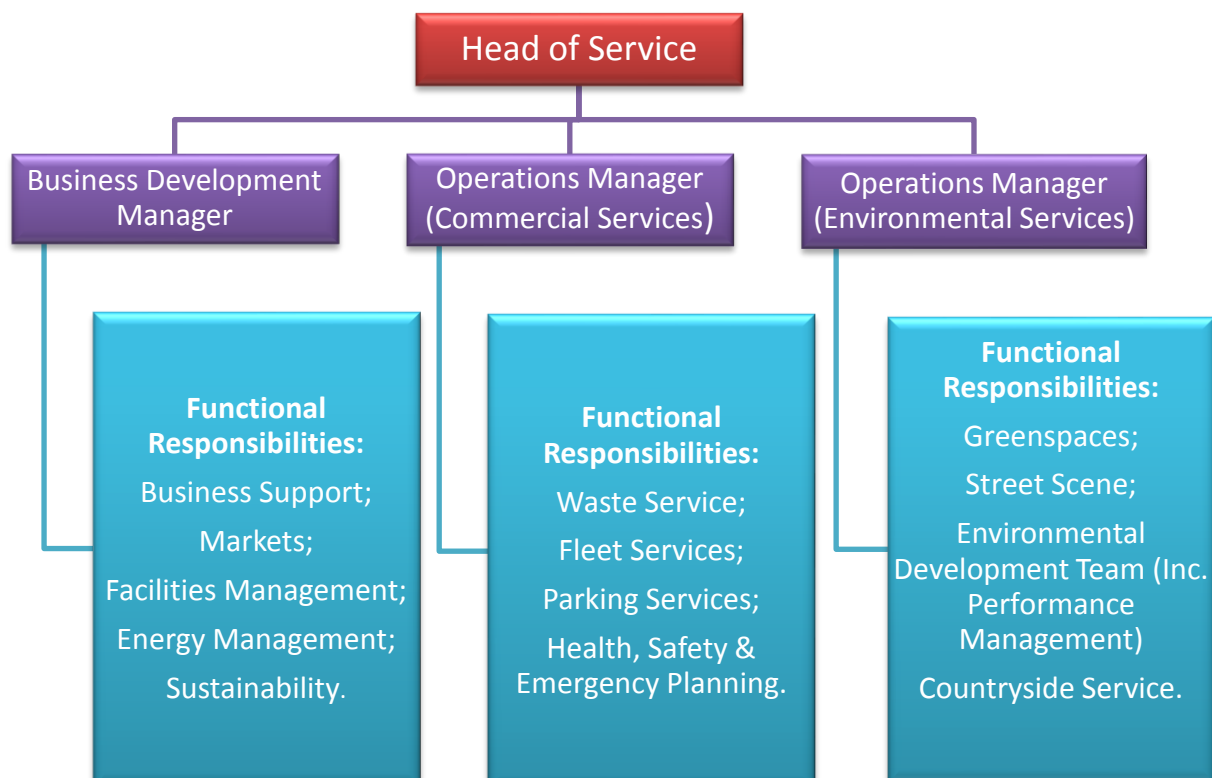 Head of Service
Business Development
Manager
Operations Manager
(Commercial Services)
Operations Manager
(Environmental Services)
Functional
Responsibilities:
Business Support;
Markets;
Facilities Management;
Energy Management;
Sustainability.
Functional
Responsibilities:
Waste Service;
Fleet Services;
Parking Services;
Health, Safety &
Emergency Planning.
Functional
Responsibilities:
Greenspaces;
Street Scene;
Environmental
Development Team (Inc.
Performance
Management)
Countryside Service.